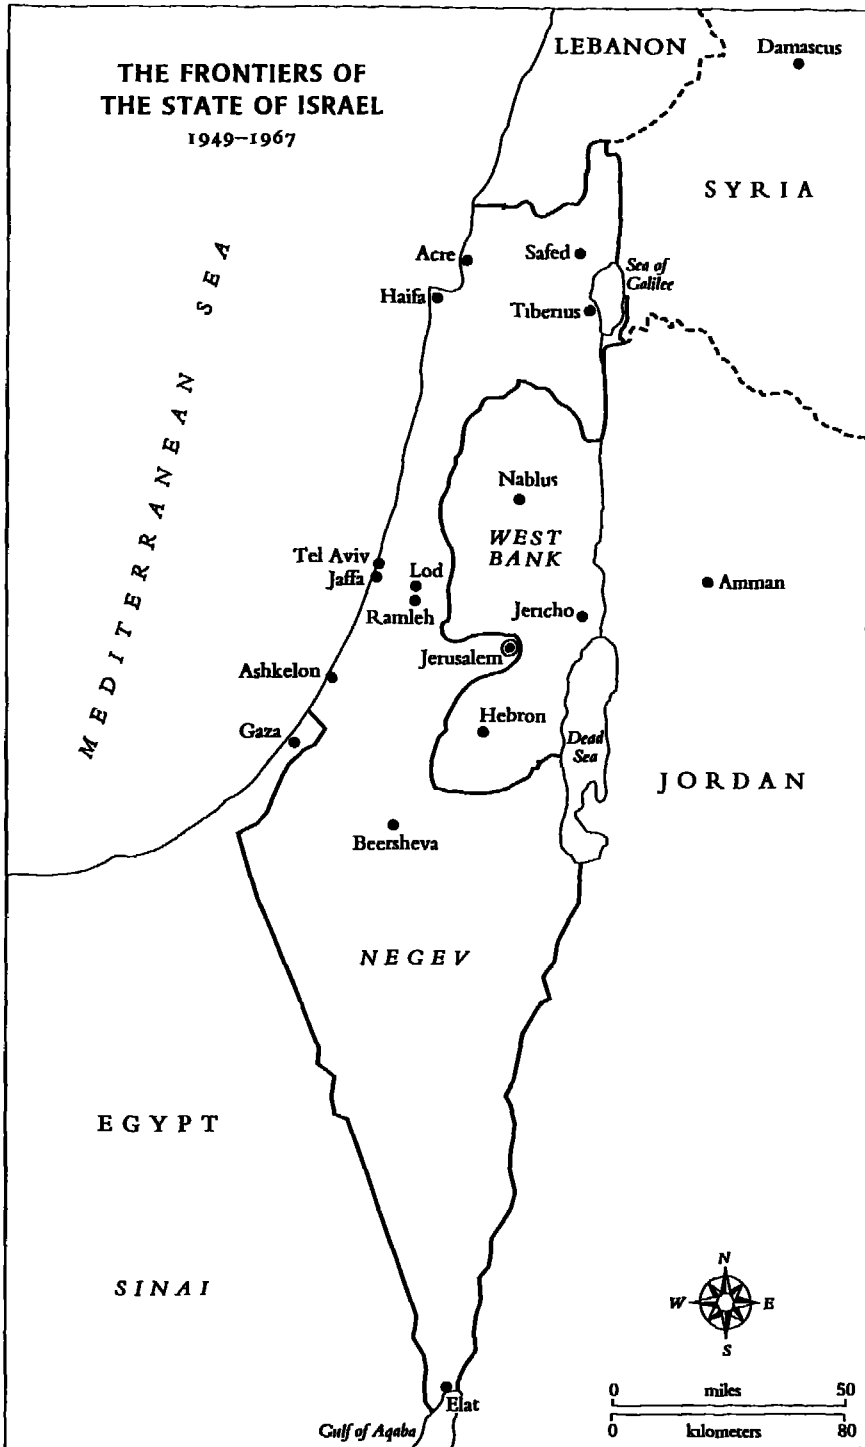 THE FRONTIERS OF
THE STATE OF ISRAEL
1949–1967
LEBANON
Damascus
SYRIA
MEDITERRANEAN SEA
Acre
Safed
Sea of
Galilee
Haifa
Tiberius
Nablus
WEST
BANK
Tel Aviv
Jaffa
Lod
Ramleh
Jericho
Amman
Jerusalem
Ashkelon
Gaza
Hebron
Dead
Sea
JORDAN
Beersheva
NEGEV
EGYPT
SINAI
N
W
E
S
Elat
Gulf of Aqaba
0 miles 50
0 kilometers 80